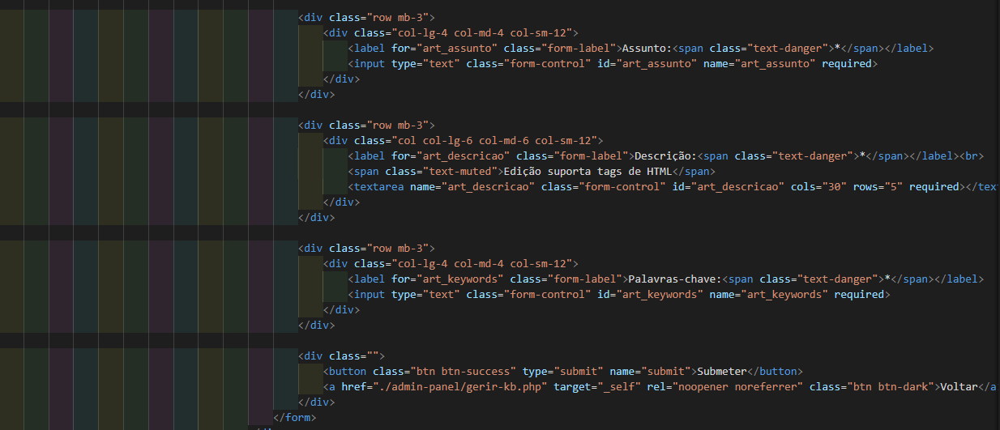 <div class="row mb-3">
<div class="col-lg-4 col-md-4 col-sm-12">
<label for="art_assunto" class="form-label">Assunto:<span class="text-danger">*</span></label>
<input type="text" class="form-control" id="art_assunto" name="art_assunto" required>
</div>
</div>
<div class="row mb-3">
<div class="col col-lg-6 col-md-6 col-sm-12">
<label for="art_descricao" class="form-label">Descrição:<span class="text-danger">*</span></label><br>
<span class="text-muted">Edição suporta tags de HTML</span>
<textarea name="art_descricao" class="form-control" id="art_descricao" cols="30" rows="5" required></tex
</div>
</div>
<div class="row mb-3">
<div class="col-lg-4 col-md-4 col-sm-12">
<label for="art_keywords" class="form-label">Palavras-chave:<span class="text-danger">*</span></label>
<input type="text" class="form-control" id="art_keywords" name="art_keywords" required>
</div>
</div>
<div class="">
<button class="btn btn-success" type="submit" name="submit">Submeter</button>
<a href="./admin-panel/gerir-kb.php" target="_self" rel="noopener noreferrer" class="btn btn-dark">Voltar</a
</div>
</form>